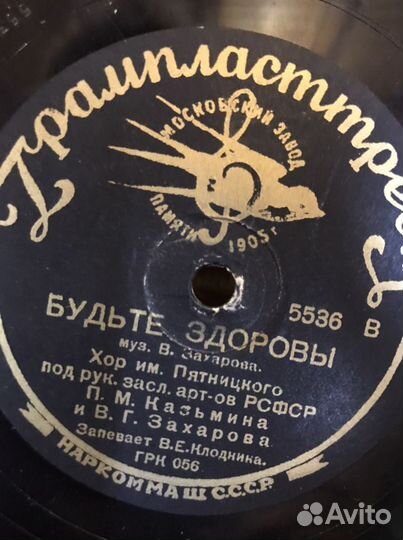 Грампласттрест
МОСКОВСКИЙ ЗАВОД
ПАМЯТИ 1905 г.
5536 В
БУДЬТЕ ЗДОРОВЫ
муз. В. Захарова.
Хор им. Пятницкого
под рук. засл. арт-ов РСФСР
П. М. Казьмина
и В. Г. Захарова
Запевает В. Е. Клодника.
ГРК 056
НАРКОММАШ СССР
Avito